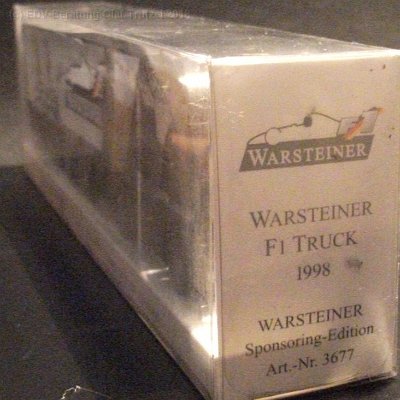 WARSTEINER
WARSTEINER
F1 TRUCK
1998
WARSTEINER
Sponsoring-Edition
Art.-Nr. 3677